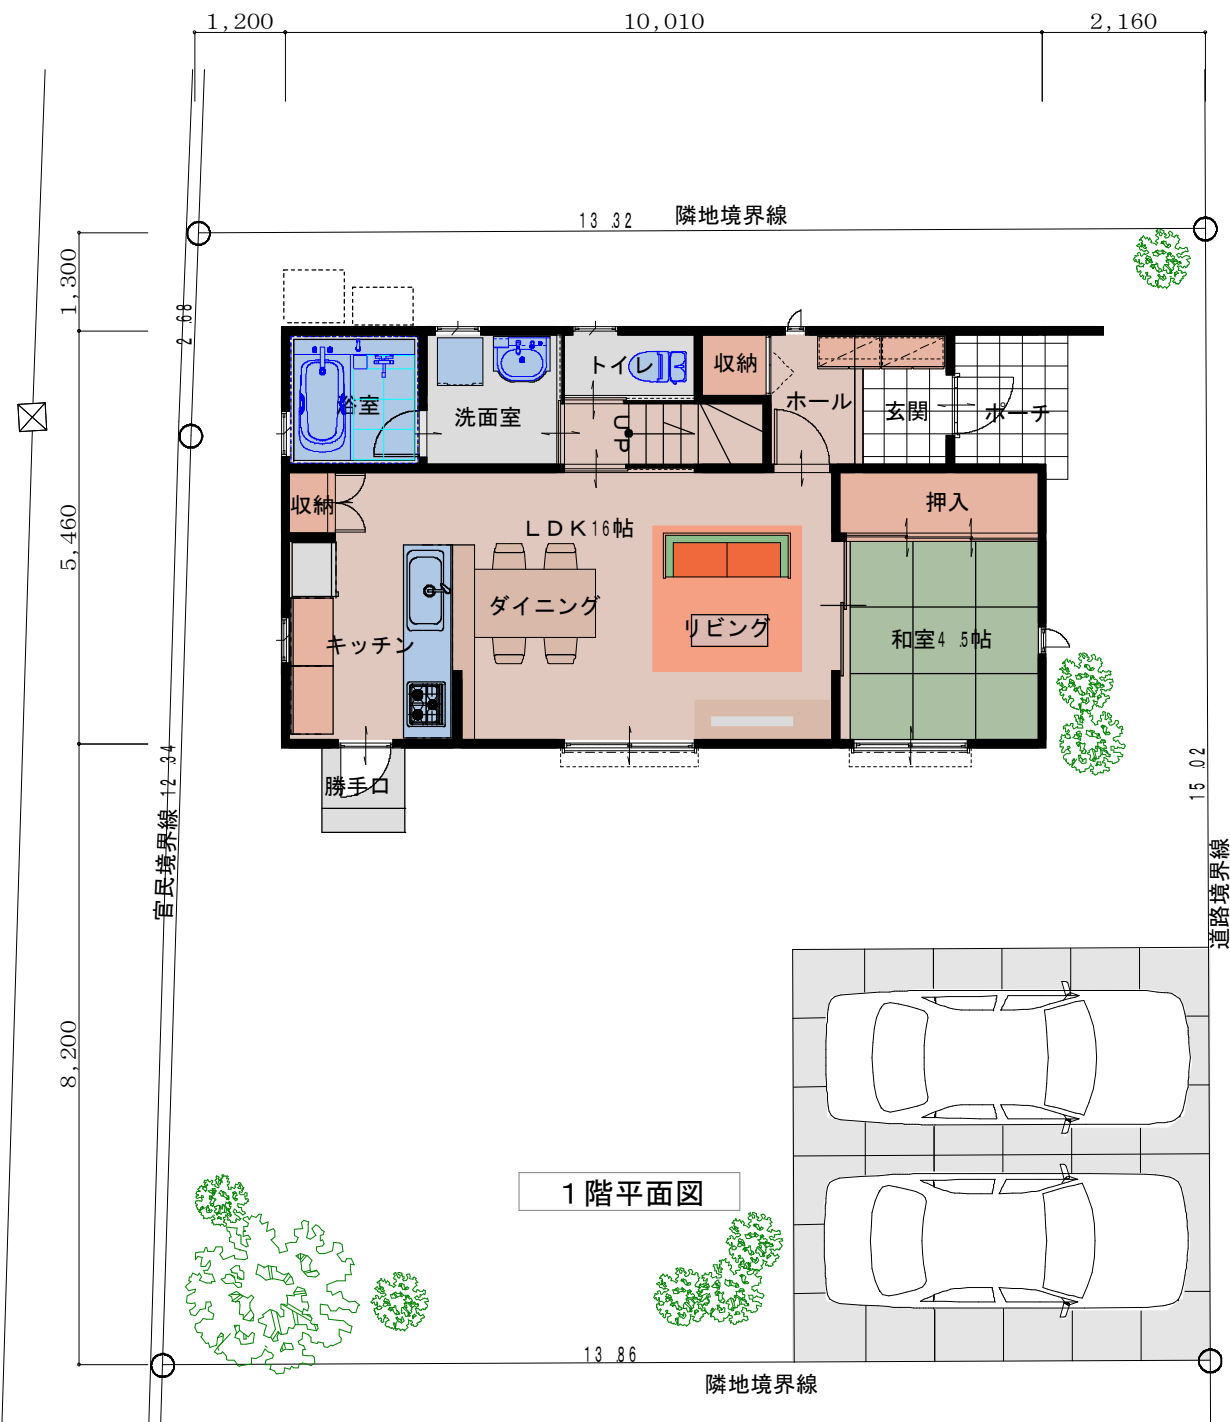 1,200
10,010
2,160
13.32
隣地境界線
1,300
2.68
トイレ
収納
ホール
玄関
ポーチ
浴室
洗面室
UP
収納
LDK16帖
押入
5,460
ダイニング
リビング
キッチン
和室4.5帖
勝手口
官民境界線 12.34
15.02
道路境界線
8,200
1階平面図
13.86
隣地境界線